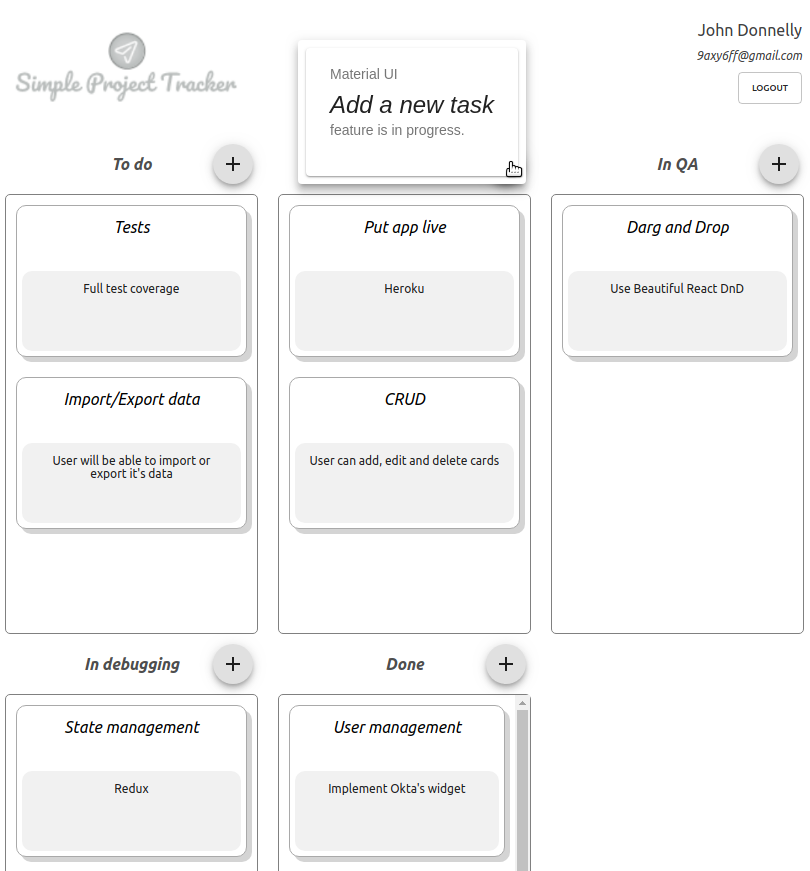 Simple Project Tracker
John Donnelly
9axy6ff@gmail.com
LOGOUT
Material UI
Add a new task
feature is in progress.
To do
+
In QA
+
Tests
Full test coverage
Import/Export data
User will be able to import or
export it's data
Put app live
Heroku
CRUD
User can add, edit and delete cards
Darg and Drop
Use Beautiful React DnD
In debugging
+
Done
+
State management
Redux
User management
Implement Okta's widget